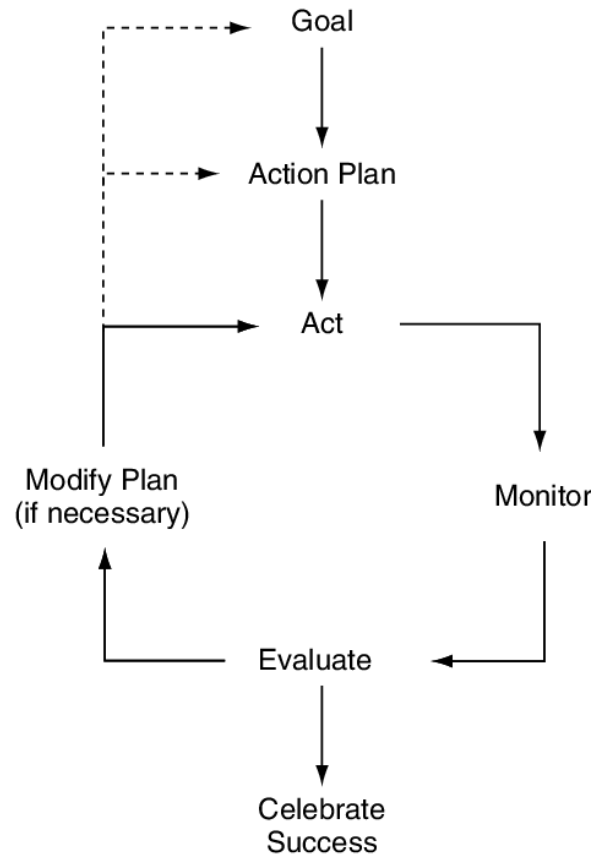 Goal
Action Plan
Act
Modify Plan
(if necessary)
Monitor
Evaluate
Celebrate
Success